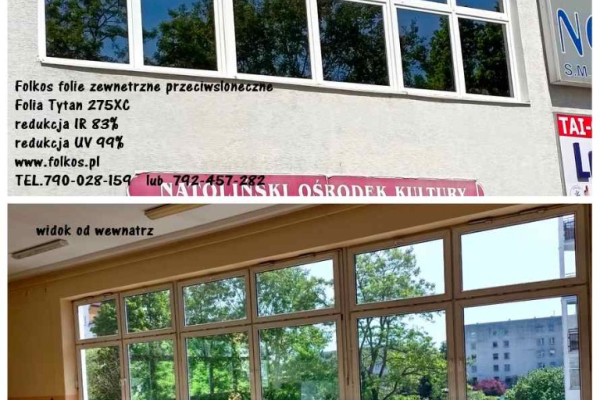 Folkos folie zewnetrzne przeciwsloneczne
Folia Tytan 275XC
redukcja IR 83%
redukcja UV 99%
www.folkos.pl
TEL.790-028-159 lub 792-457-282
NATOLIŃSKI OŚRODEK KULTURY
S.M.
TAI-
widok od wewnatrz